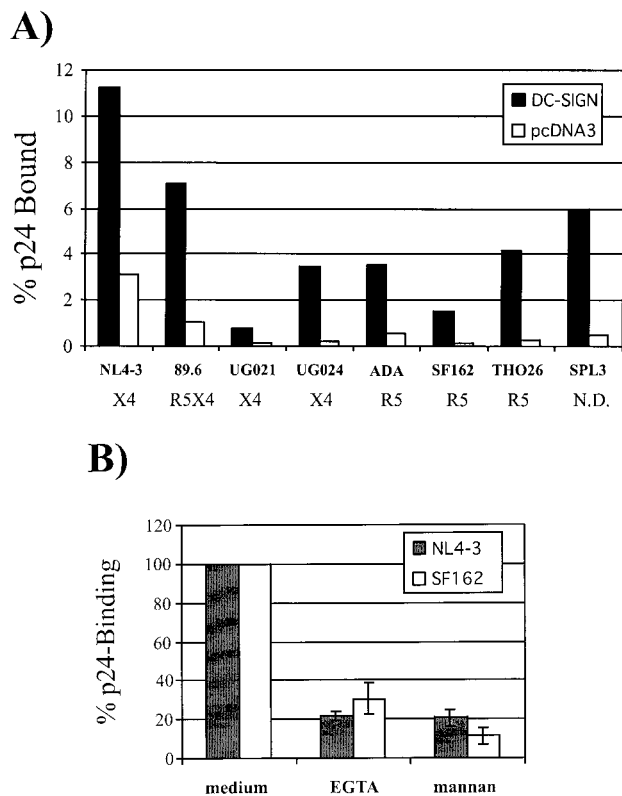 A)
12
10
8
6
4
2
0
% p24 Bound
DC-SIGN
pcDNA3
NL4-3 89.6 UG021 UG024 ADA SF162 THO26 SPL3
X4 R5X4 X4 X4 R5 R5 R5 N.D.
B)
120
100
80
60
40
20
0
% p24-Binding
NL4-3
SF162
medium EGTA mannan